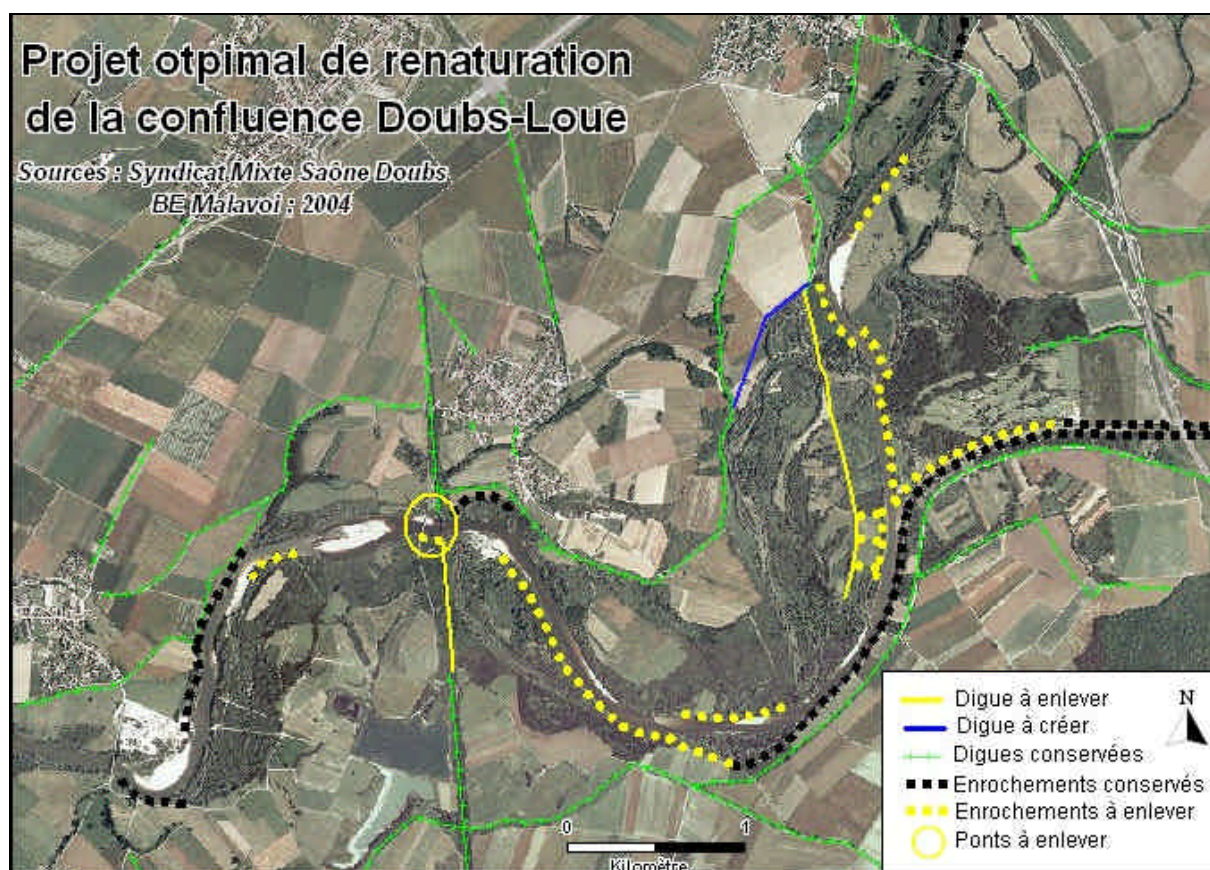 Projet otpimal de renaturation
de la confluence Doubs-Loue
Sources : Syndicat Mixte Saône Doubs
BE Malavoi ; 2004
N
Digue à enlever
Digue à créer
Digues conservées
Enrochements conservés
Enrochements à enlever
Ponts à enlever
0 1
Kilomètre